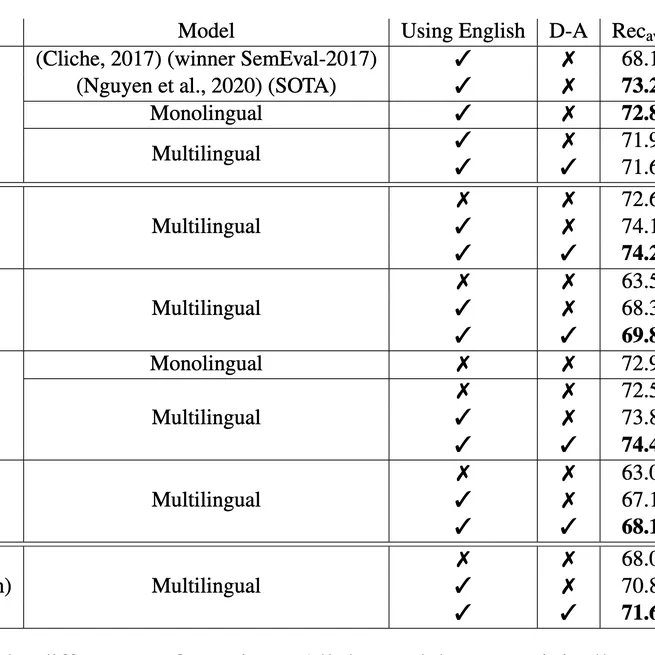 Model Using English D-A Rec
(Cliche, 2017) (winner SemEval-2017) ✓ ✗ 68.1
(Nguyen et al., 2020) (SOTA) ✓ ✗ 73.2
Monolingual ✓ ✗ 72.8
Multilingual ✓ ✗ 71.9
✓ ✓ 71.6
✗ ✗ 72.6
Multilingual ✓ ✗ 74.1
✓ ✓ 74.2
✗ ✗ 63.5
Multilingual ✓ ✗ 68.3
✓ ✓ 69.8
Monolingual ✗ ✗ 72.9
✗ ✗ 72.5
Multilingual ✓ ✗ 73.8
✓ ✓ 74.4
✗ ✗ 63.0
Multilingual ✓ ✗ 67.1
✓ ✓ 68.1
✗ ✗ 68.0
) Multilingual ✓ ✗ 70.8
✓ ✓ 71.6